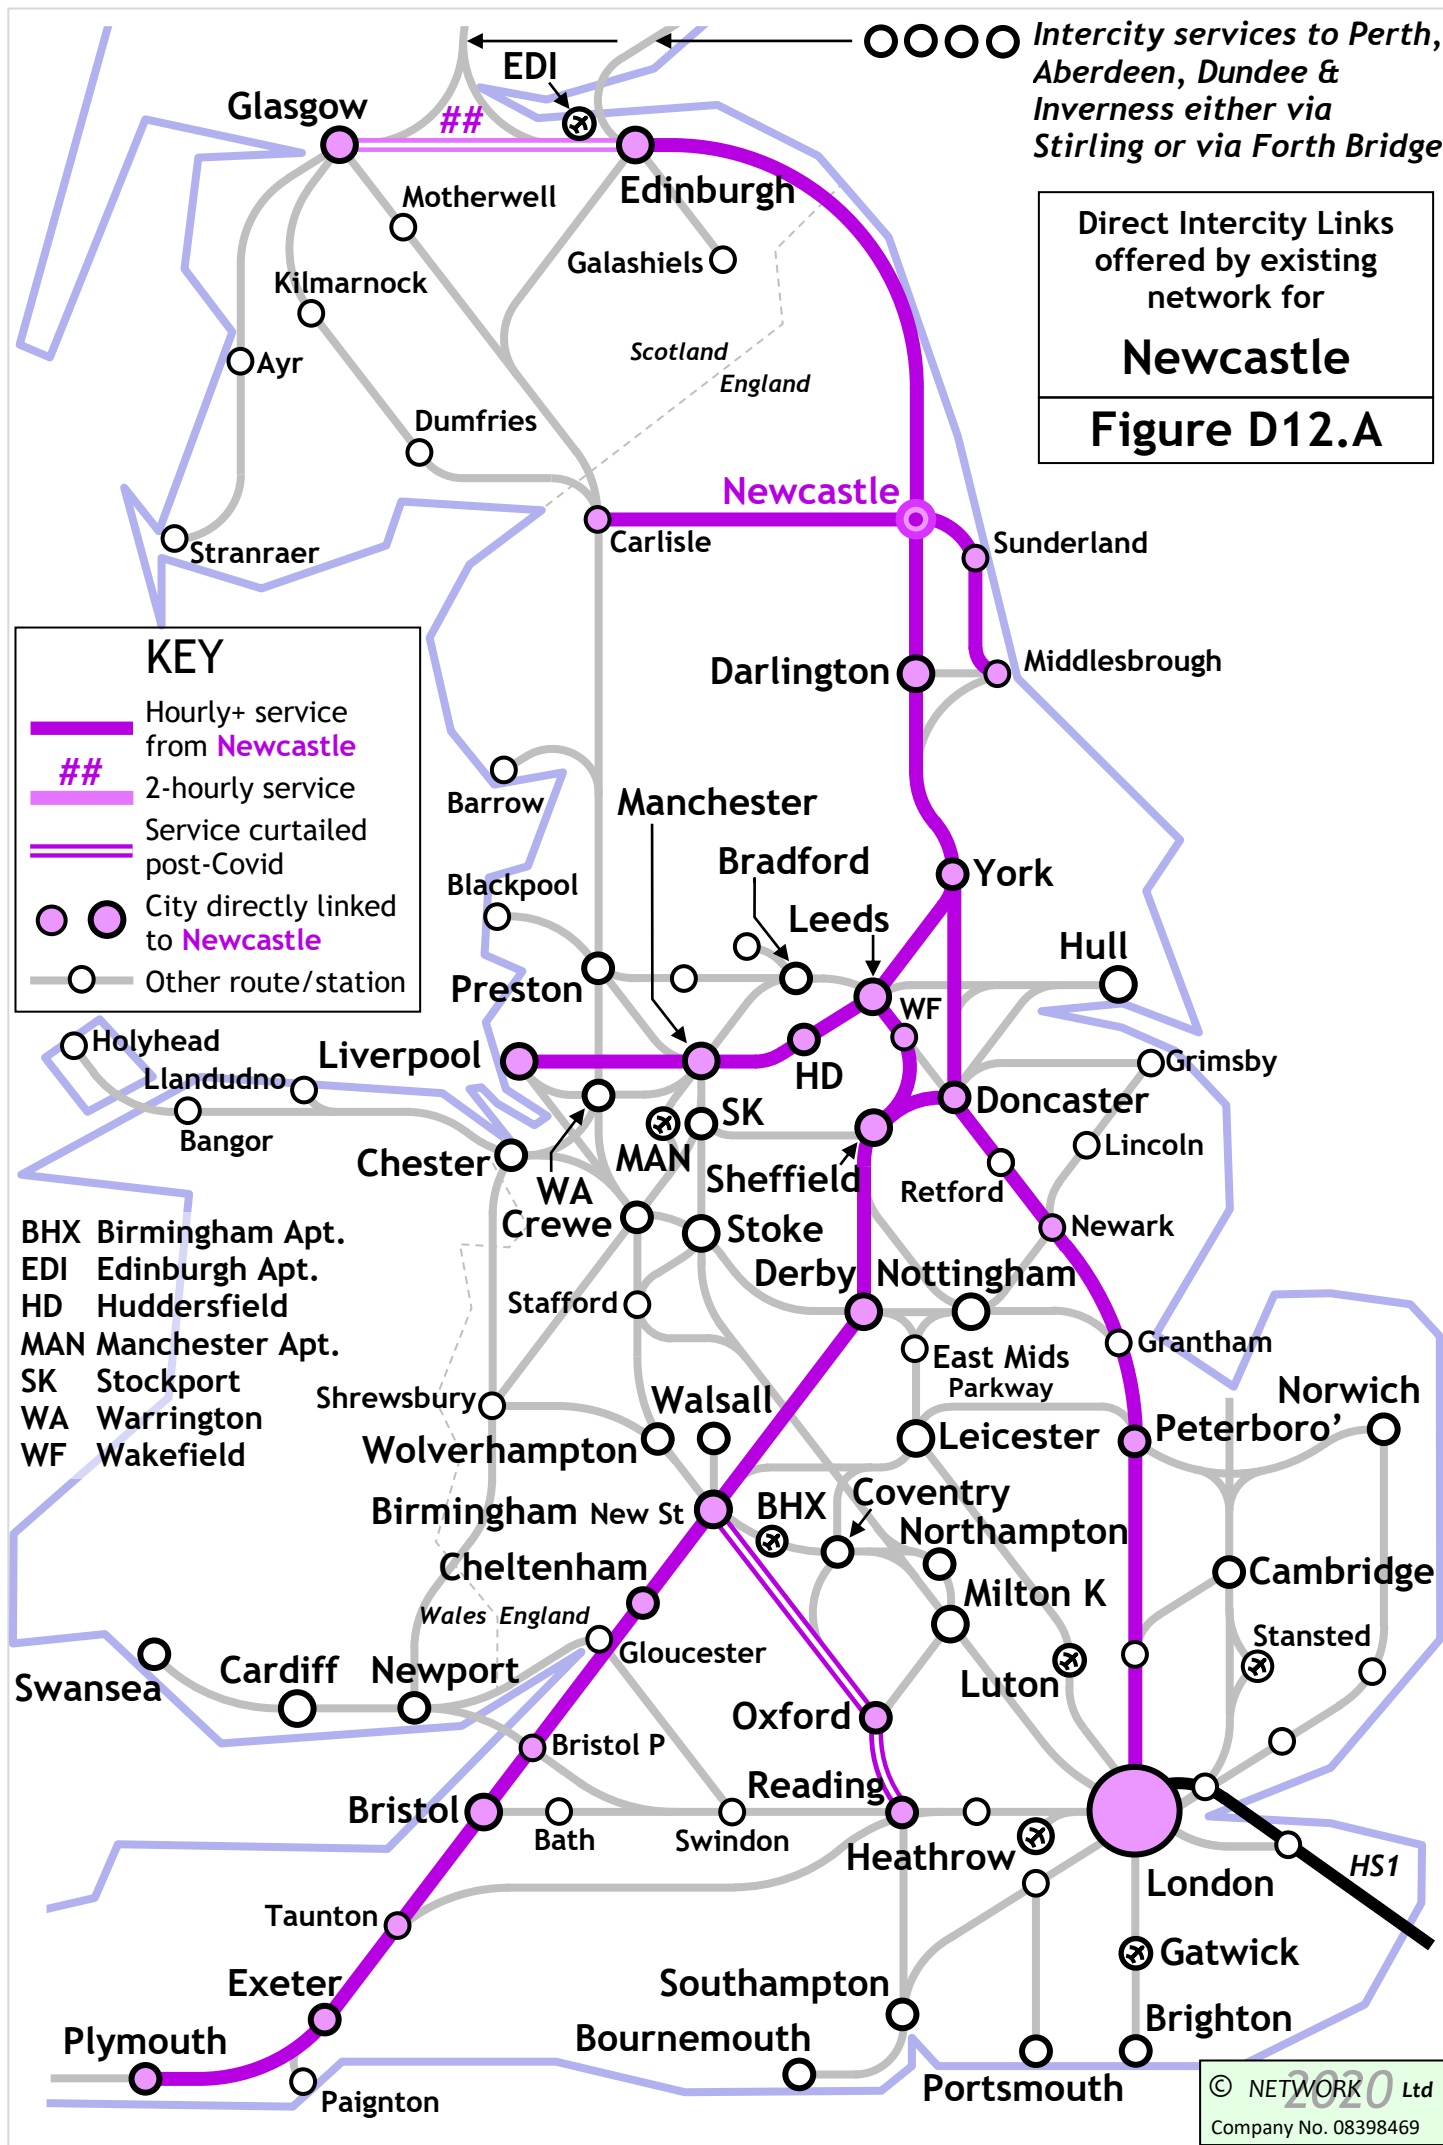 Intercity services to Perth,
Aberdeen, Dundee &
Inverness either via
Stirling or via Forth Bridge
EDI
Glasgow
##
Edinburgh
Motherwell
Galashiels
Kilmarnock
Ayr
Scotland
England
Dumfries
Direct Intercity Links
offered by existing
network for
Newcastle
Figure D12.A
Newcastle
Carlisle
Sunderland
Stranraer
Darlington
Middlesbrough
KEY
Hourly+ service
from Newcastle
##
2-hourly service
Service curtailed
post-Covid
City directly linked
to Newcastle
Other route/station
Barrow
Manchester
Bradford
York
Blackpool
Leeds
Hull
Preston
WF
Holyhead
Liverpool
HD
Grimsby
Llandudno
Bangor
SK
Doncaster
MAN
Lincoln
Chester
WA
Sheffield
Retford
Crewe
Stoke
Newark
BHX Birmingham Apt.
EDI Edinburgh Apt.
HD Huddersfield
MAN Manchester Apt.
SK Stockport
WA Warrington
WF Wakefield
Derby
Nottingham
Stafford
East Mids
Parkway
Grantham
Shrewsbury
Walsall
Norwich
Wolverhampton
Leicester
Peterboro’
Birmingham New St
BHX
Coventry
Northampton
Cheltenham
Cambridge
Milton K
Wales England
Gloucester
Stansted
Swansea
Cardiff
Newport
Luton
Oxford
Bristol P
Reading
Bristol
Bath
Swindon
Heathrow
London
HS1
Taunton
Gatwick
Exeter
Southampton
Brighton
Plymouth
Bournemouth
Paignton
Portsmouth
© NETWORK 2020 Ltd
Company No. 08398469